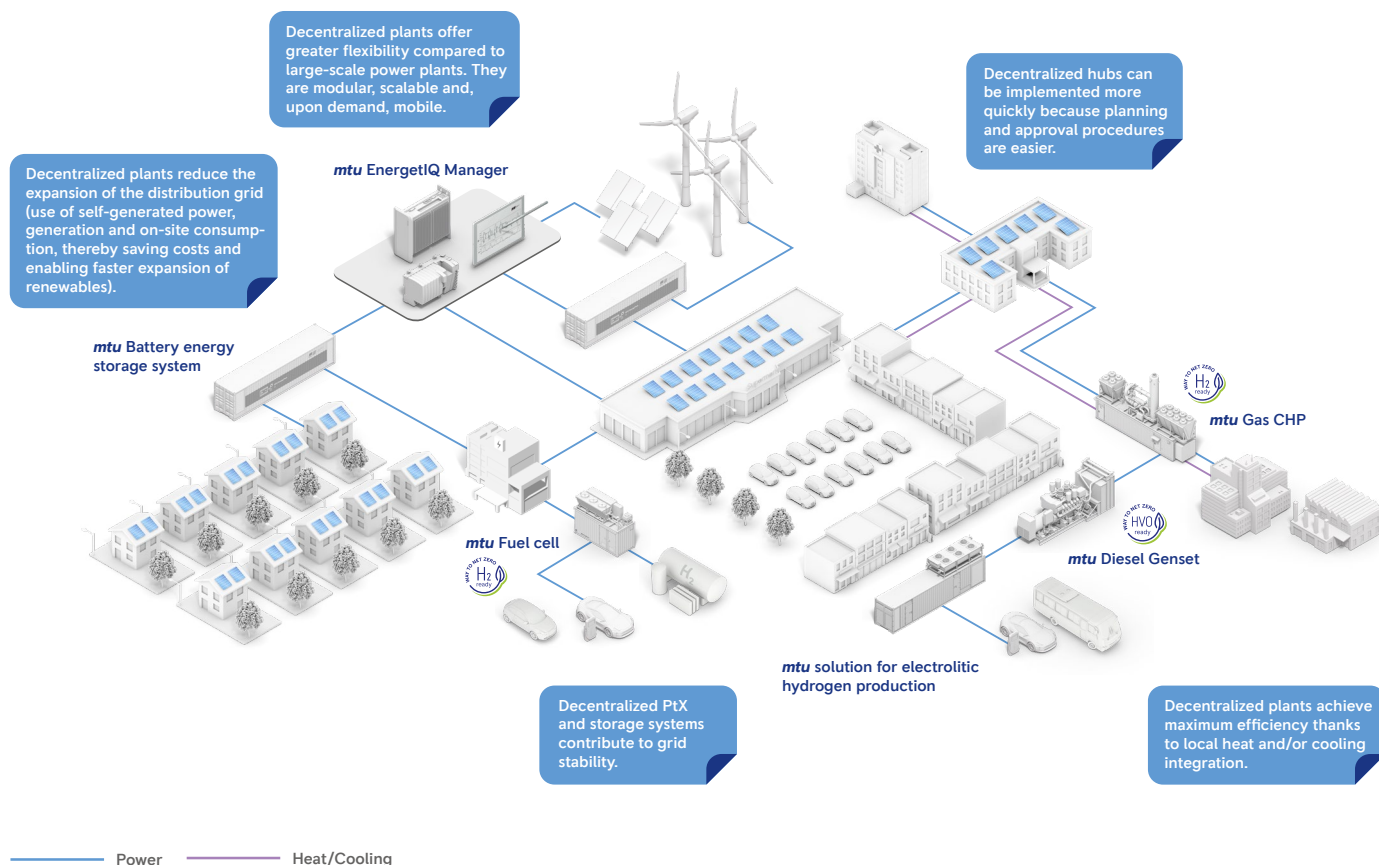 Decentralized plants offer
greater flexibility compared to
large-scale power plants. They
are modular, scalable and,
upon demand, mobile.
Decentralized hubs can
be implemented more
quickly because planning
and approval procedures
are easier.
Decentralized plants reduce the
expansion of the distribution grid
(use of self-generated power,
generation and on-site consump-
tion, thereby saving costs and
enabling faster expansion of
renewables).
mtu EnergetIQ Manager
mtu Battery energy
storage system
WAY TO NET ZERO
H2
ready
mtu Gas CHP
mtu Fuel cell
WAY TO NET ZERO
H2
ready
H2
WAY TO NET ZERO
HVO
ready
mtu Diesel Genset
mtu solution for electrolitic
hydrogen production
Decentralized PtX
and storage systems
contribute to grid
stability.
Decentralized plants achieve
maximum efficiency thanks
to local heat and/or cooling
integration.
Power
Heat/Cooling